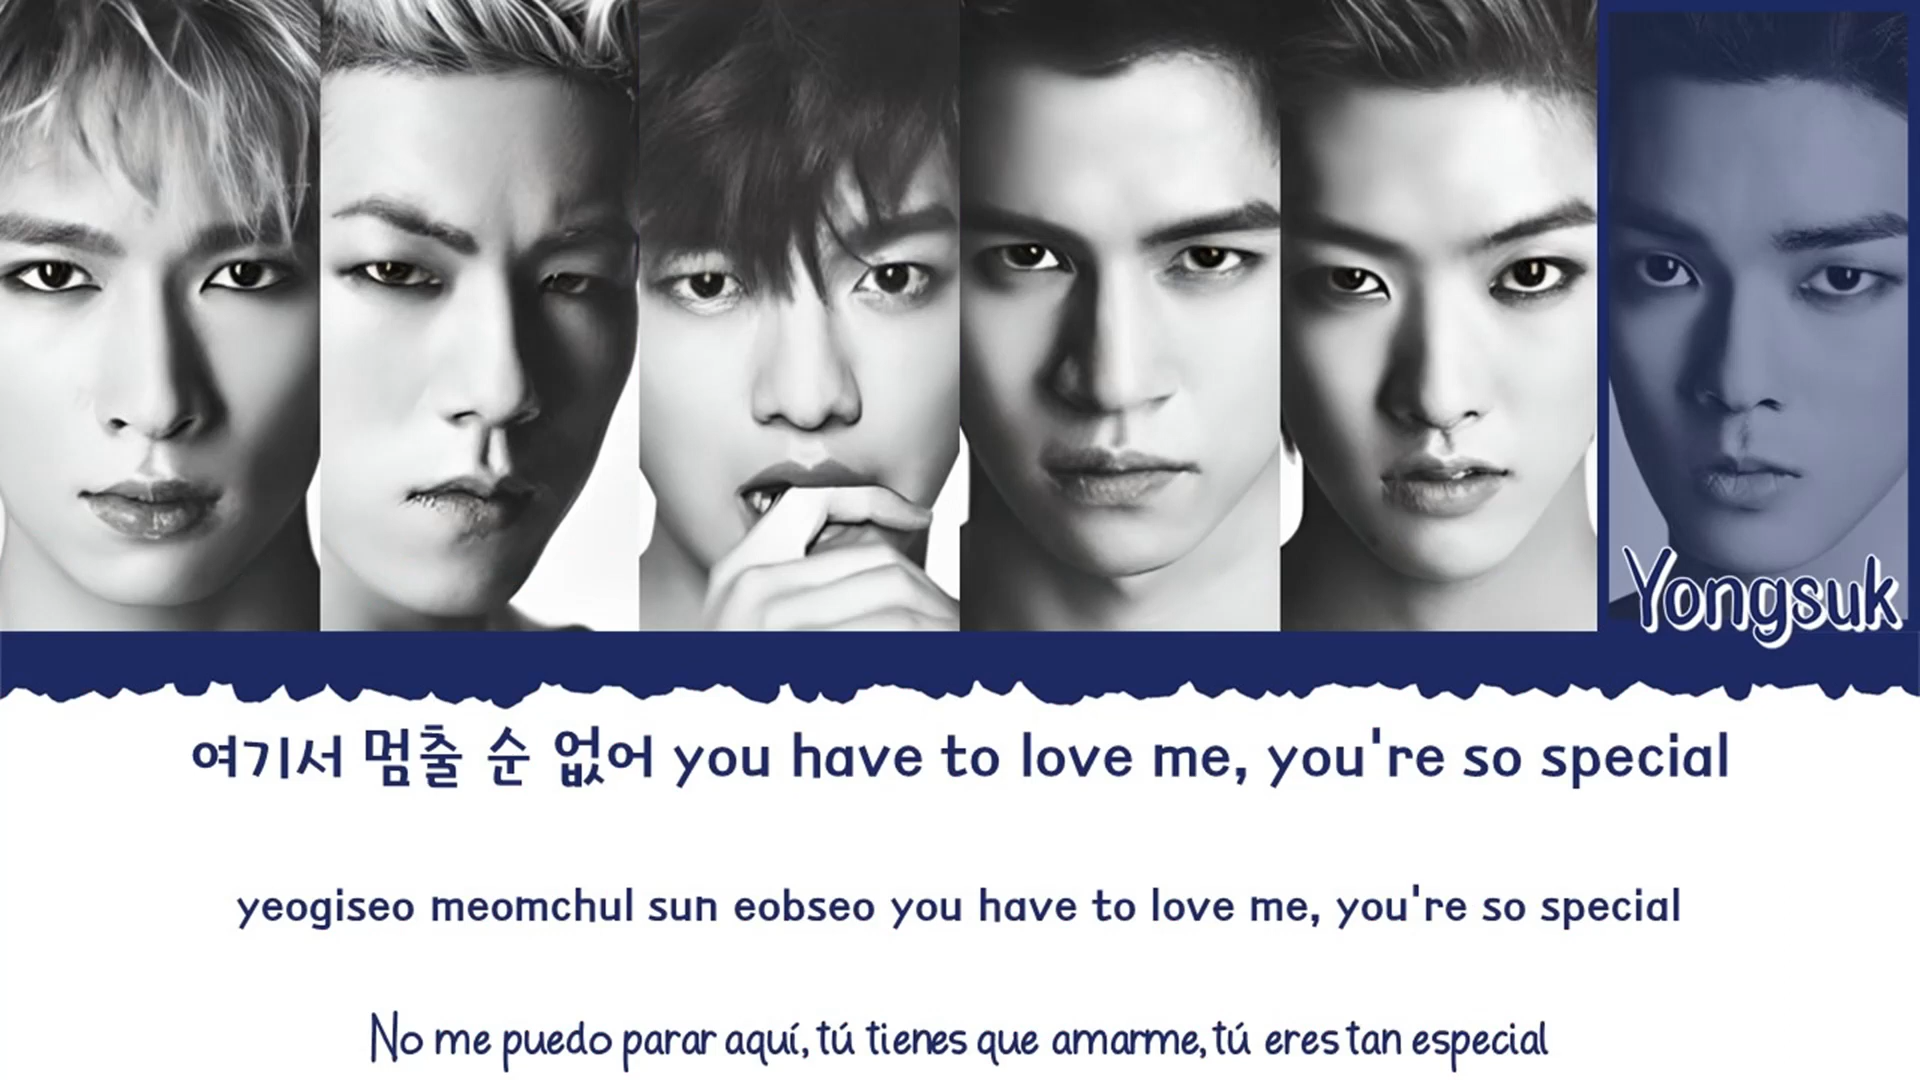 Yongsuk
여기서 멈출 순 없어 you have to love me, you're so special
yeogiseo meomchul sun eobseo you have to love me, you're so special
No me puedo parar aquí, tú tienes que amarme, tú eres tan especial